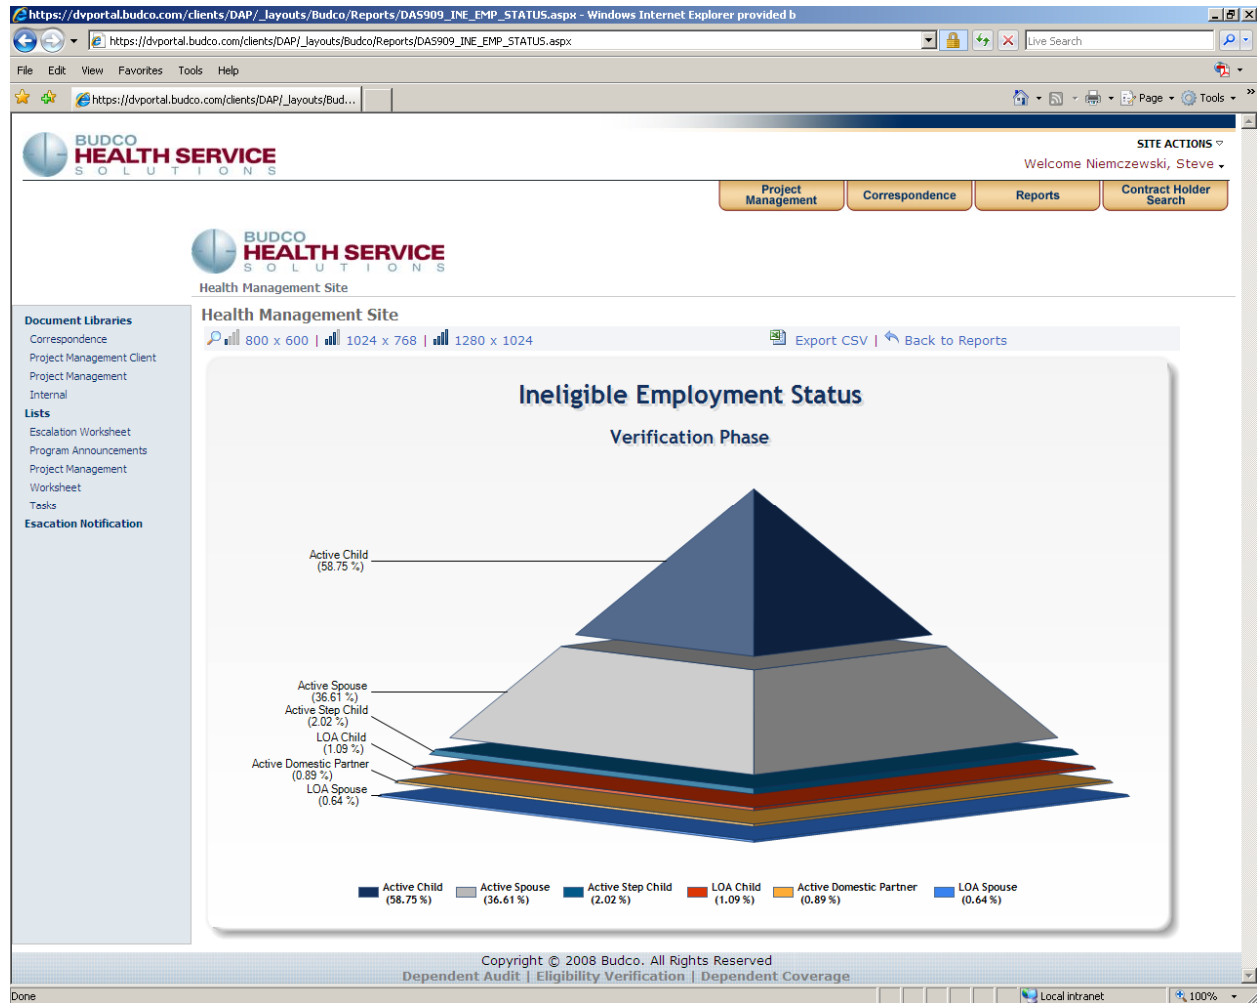 https://dvportal.budco.com/clients/DAP/_layouts/Budco/Reports/DAS909_INE_EMP_STATUS.aspx - Windows Internet Explorer provided b
https://dvportal.budco.com/clients/DAP/_layouts/Budco/Reports/DAS909_INE_EMP_STATUS.aspx
Live Search
File Edit View Favorites Tools Help
https://dvportal.budco.com/clients/DAP/_layouts/Bud...
Page Tools
BUDCO
HEALTH SERVICE
SOLUTIONS
SITE ACTIONS
Welcome Niemczewski, Steve
Project
Management
Correspondence
Reports
Contract Holder
Search
BUDCO
HEALTH SERVICE
SOLUTIONS
Health Management Site
Document Libraries
Correspondence
Project Management Client
Project Management
Internal
Lists
Escalation Worksheet
Program Announcements
Project Management
Worksheet
Tasks
Esacation Notification
Health Management Site
800 x 600 | 1024 x 768 | 1280 x 1024
Export CSV | Back to Reports
Ineligible Employment Status
Verification Phase
Active Child
(58.75 %)
Active Spouse
(36.61 %)
Active Step Child
(2.02 %)
LOA Child
(1.09 %)
Active Domestic Partner
(0.89 %)
LOA Spouse
(0.64 %)
Active Child
(58.75 %)
Active Spouse
(36.61 %)
Active Step Child
(2.02 %)
LOA Child
(1.09 %)
Active Domestic Partner
(0.89 %)
LOA Spouse
(0.64 %)
Copyright © 2008 Budco. All Rights Reserved
Dependent Audit | Eligibility Verification | Dependent Coverage
Done
Local intranet
100%